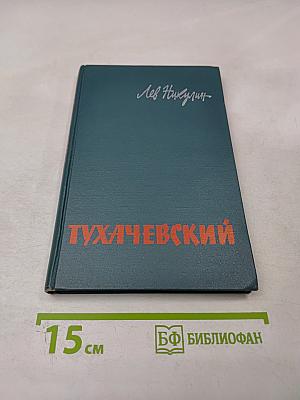 Лев Никулин
ТУХАЧЕВСКИЙ
15 см
БФ БИБЛИОФАН